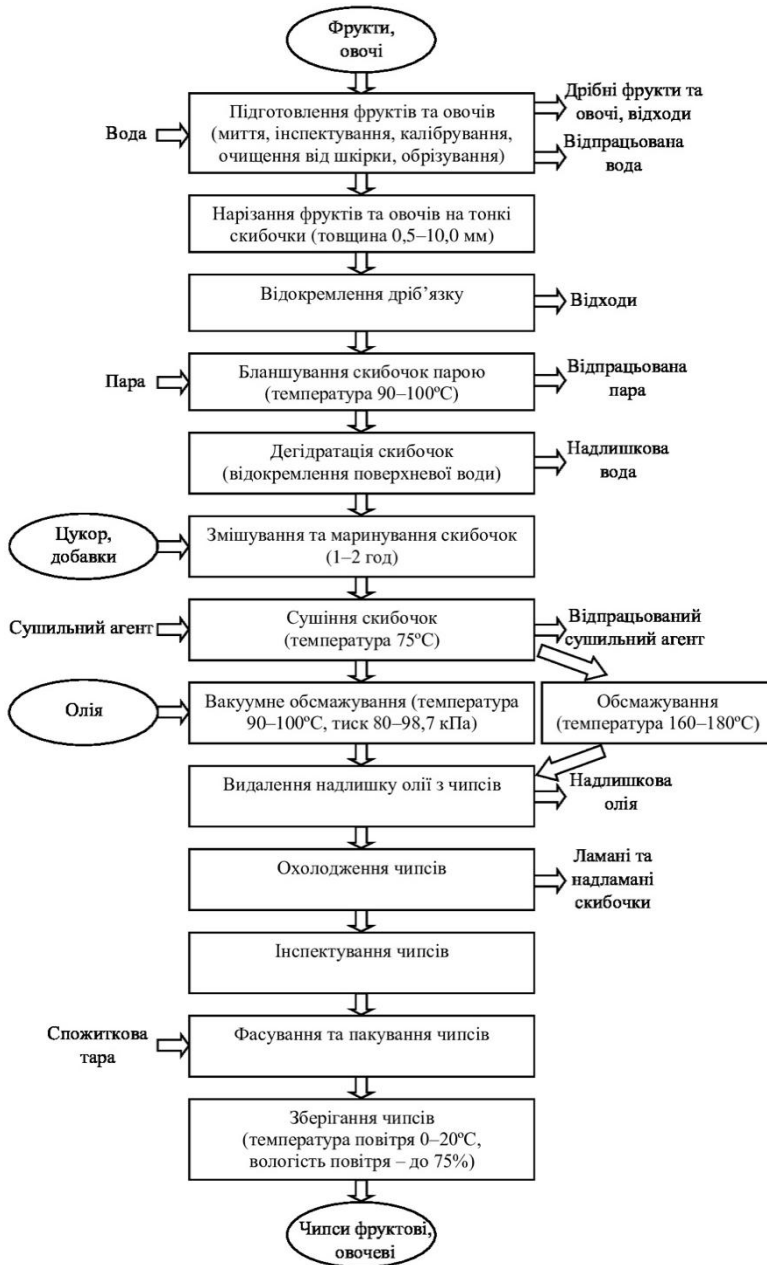 Фрукти,
овочі
Вода
Підготовлення фруктів та овочів
(миття, інспектування, калібрування,
очищення від шкірки, обрізування)
Дрібні фрукти та
овочі, відходи
Відпрацьована
вода
Нарізання фруктів та овочів на тонкі
скибочки (товщина 0,5–10,0 мм)
Відокремлення дріб’язку
Відходи
Пара
Бланшування скибочок парою
(температура 90–100ºС)
Відпрацьована
пара
Дегідратація скибочок
(відокремлення поверхневої води)
Надлишкова
вода
Цукор,
добавки
Змішування та маринування скибочок
(1–2 год)
Сушильний агент
Сушіння скибочок
(температура 75ºС)
Відпрацьований
сушильний агент
Олія
Вакуумне обсмажування (температура
90–100ºС, тиск 80–98,7 кПа)
Обсмажування
(температура 160–180ºС)
Видалення надлишку олії з чипсів
Надлишкова
олія
Охолодження чипсів
Ламані та
надламані
скибочки
Інспектування чипсів
Спожиткова
тара
Фасування та пакування чипсів
Зберігання чипсів
(температура повітря 0–20ºС,
вологість повітря – до 75%)
Чипси фруктові,
овочеві